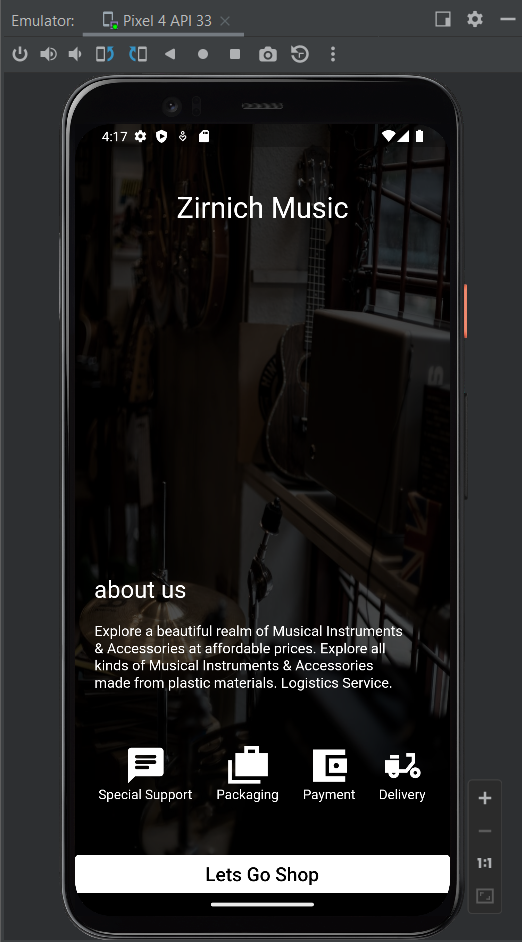 Emulator:
Pixel 4 API 33
4:17
Zirnich Music
about us
Explore a beautiful realm of Musical Instruments
& Accessories at affordable prices. Explore all
kinds of Musical Instruments & Accessories
made from plastic materials. Logistics Service.
Special Support
Packaging
Payment
Delivery
Lets Go Shop
1:1